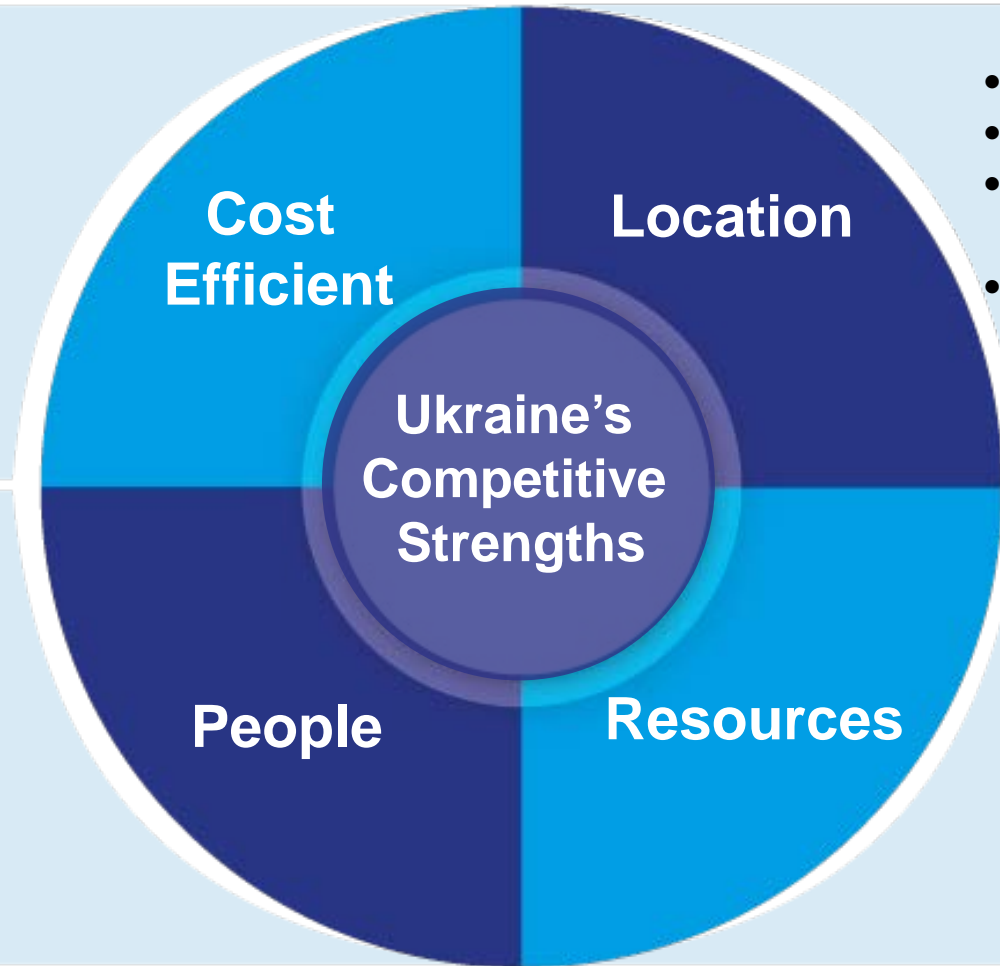 Cost
Efficient
Location
Ukraine’s
Competitive
Strengths
People
Resources